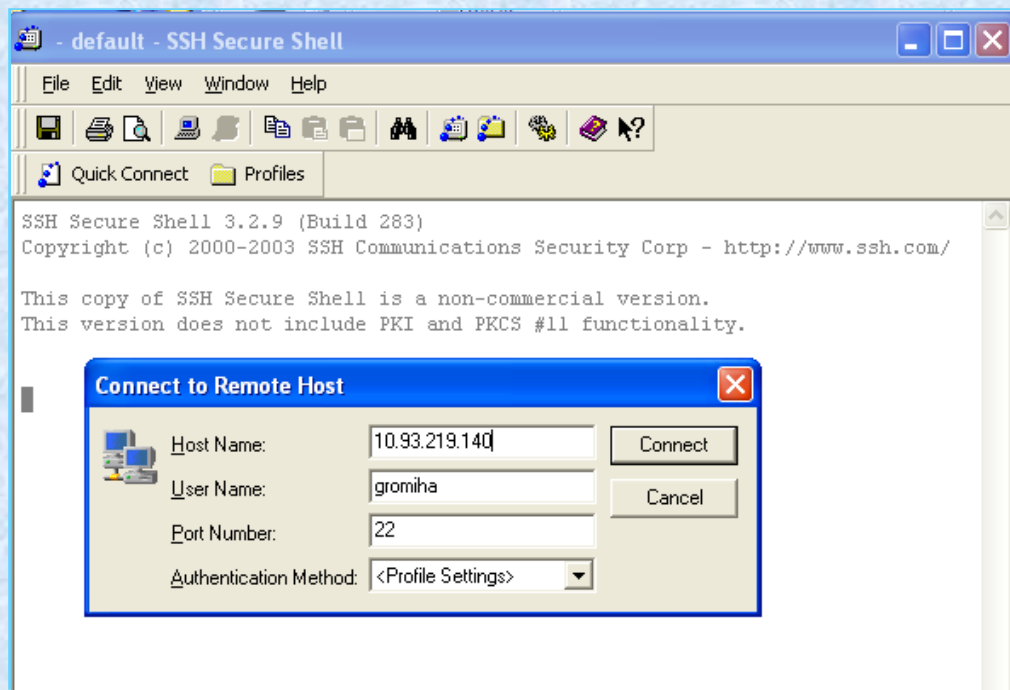 - default - SSH Secure Shell
File Edit View Window Help
Quick Connect Profiles
SSH Secure Shell 3.2.9 (Build 283)
Copyright (c) 2000-2003 SSH Communications Security Corp - http://www.ssh.com/
This copy of SSH Secure Shell is a non-commercial version.
This version does not include PKI and PKCS #11 functionality.
Connect to Remote Host
Host Name: 10.93.219.140 Connect
User Name: gromiha Cancel
Port Number: 22
Authentication Method: <Profile Settings>